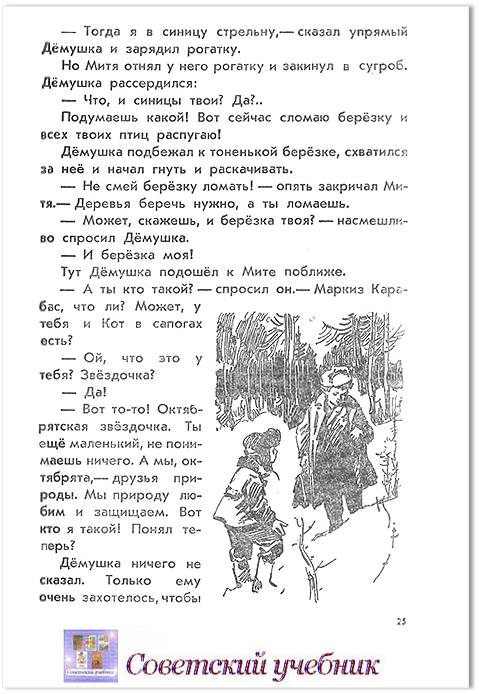 — Тогда я в синицу стрельну,— сказал упрямый
Дёмушка и зарядил рогатку.
Но Митя отнял у него рогатку и закинул в сугроб.
Дёмушка рассердился:
— Что, и синицы твои? Да?..
Подумаешь какой! Вот сейчас сломаю берёзку и
всех твоих птиц распугаю!
Дёмушка подбежал к тоненькой берёзке, схватился
за неё и начал гнуть и раскачивать.
— Не смей берёзку ломать! — опять закричал Ми-
тя.— Деревья беречь нужно, а ты ломаешь.
— Может, скажешь, и берёзка твоя? — насмешли-
во спросил Дёмушка.
— И берёзка моя!
Тут Дёмушка подошёл к Мите поближе.
— А ты кто такой? — спросил он.— Маркиз Кара-
бас, что ли? Может, у
тебя и Кот в сапогах
есть?
— Ой, что это у
тебя? Звёздочка?
— Да!
— Вот то-то! Октяб-
рятская звёздочка. Ты
ещё маленький, не пони-
маешь ничего. А мы, ок-
тябрята,— друзья при-
роды. Мы природу лю-
бим и защищаем. Вот
кто я такой! Понял те-
перь?
Дёмушка ничего не
сказал. Только ему
очень захотелось, чтобы
25
Советский учебник